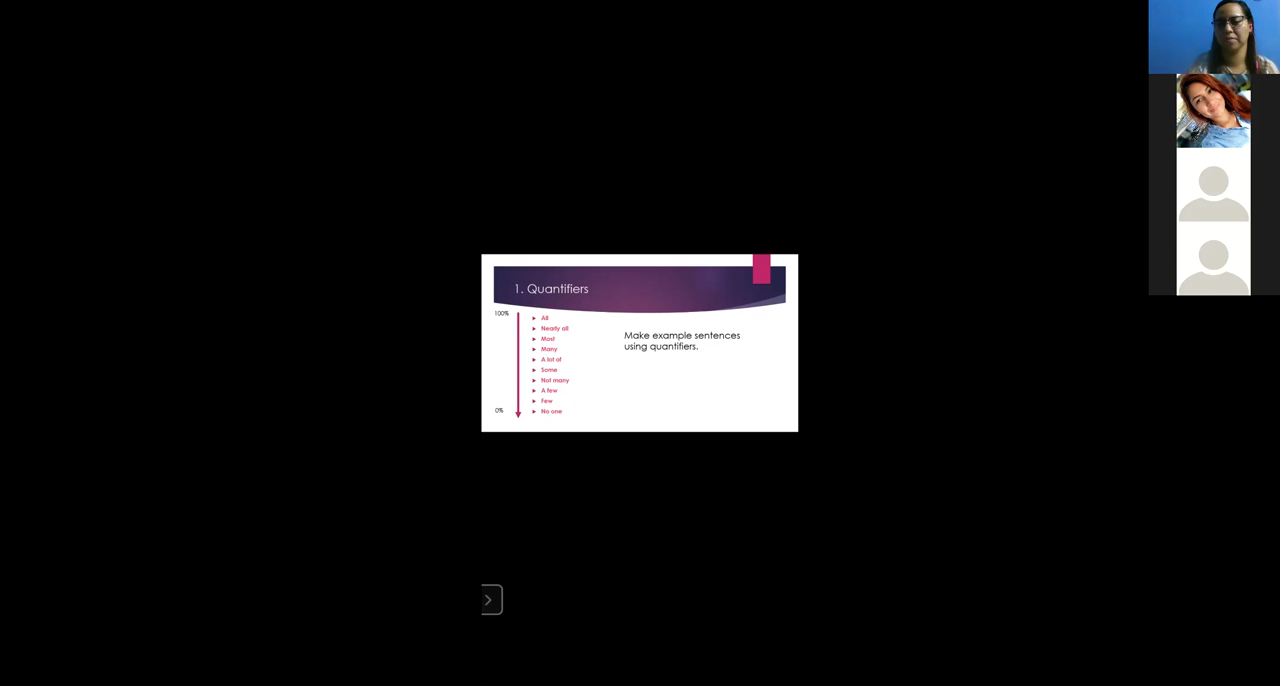 1. Quantifiers
100%
All
Nearly all
Most
Many
A lot of
Some
Not many
A few
Few
No one
0%
Make example sentences
using quantifiers.